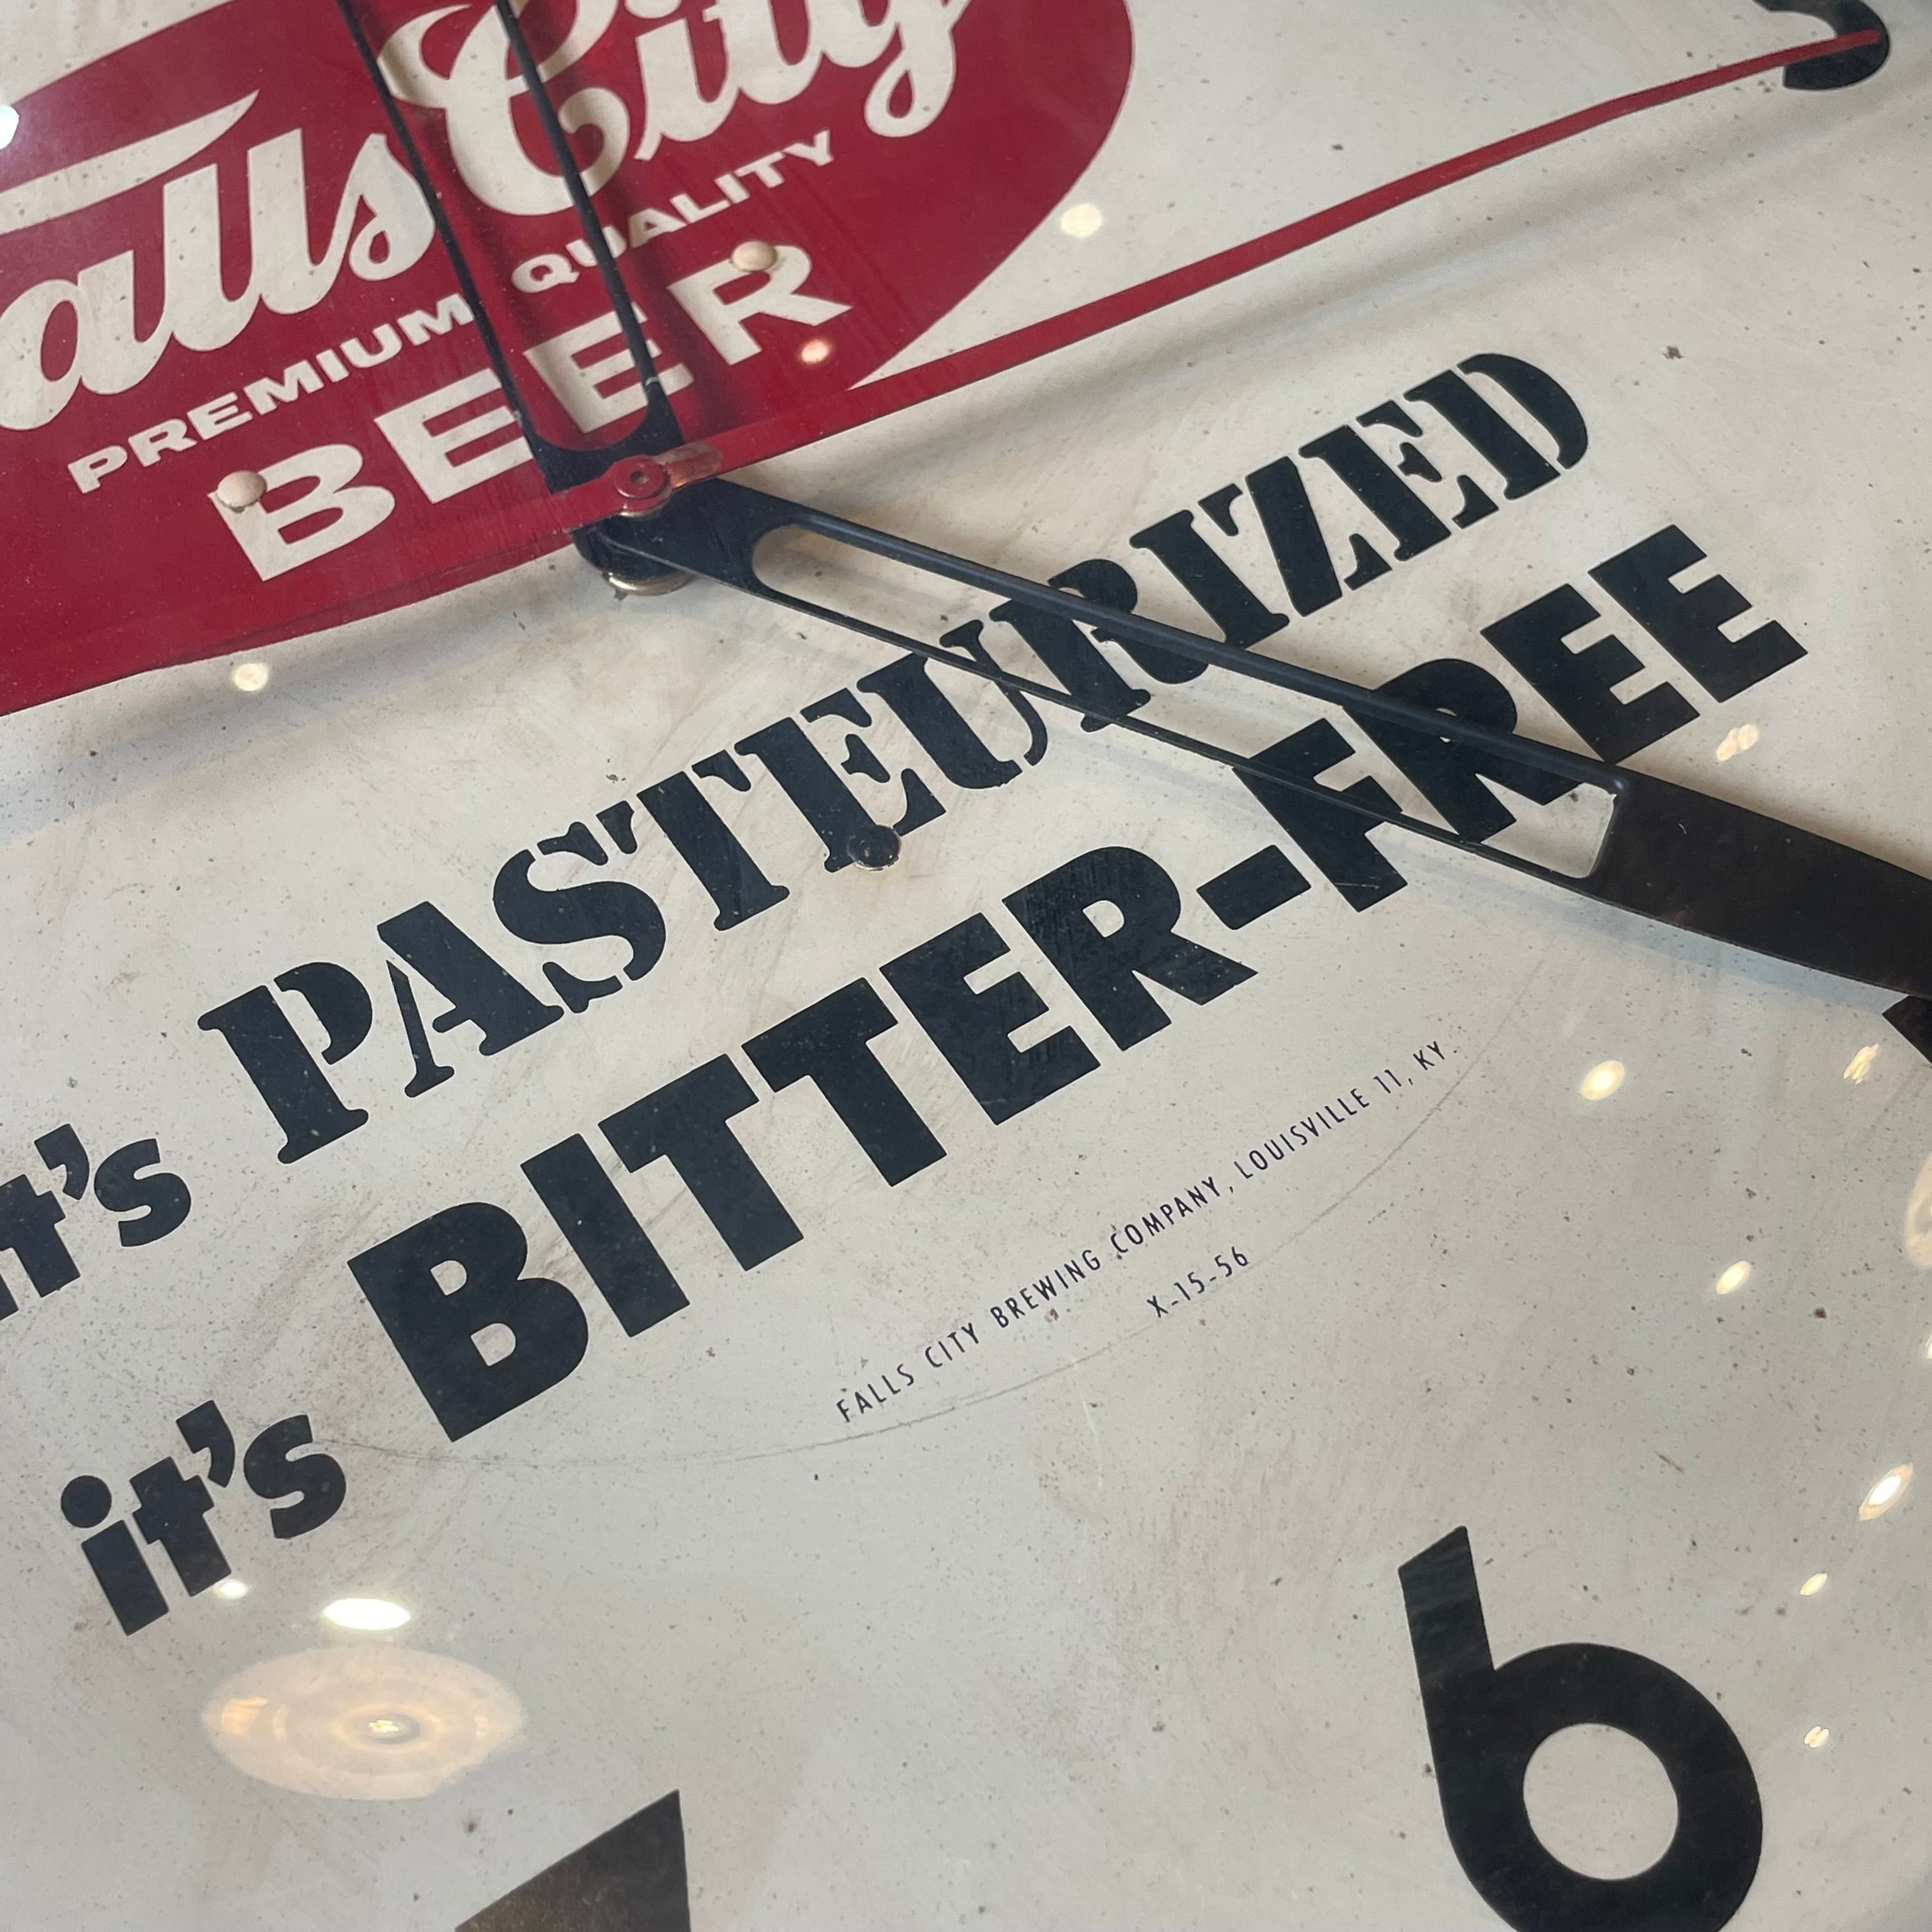 Falls City
PREMIUM QUALITY
BEER
it's PASTEURIZED
it's BITTER-FREE
FALLS CITY BREWING COMPANY, LOUISVILLE 11, KY.
X-15-56
6